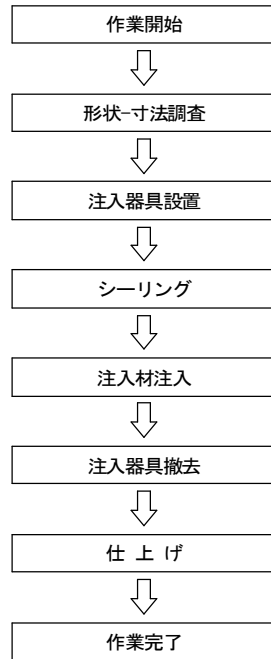 作業開始
形状-寸法調査
注入器具設置
シーリング
注入材注入
注入器具撤去
仕 上 げ
作業完了